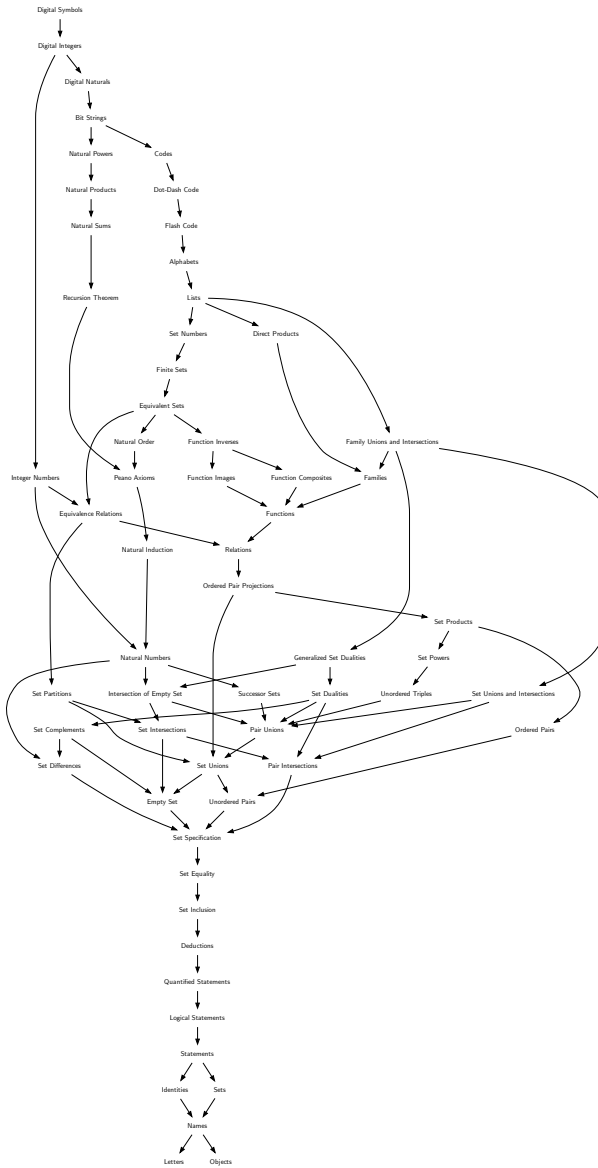 Digital Symbols
Digital Integers
Digital Naturals
Bit Strings
Natural Powers
Codes
Natural Products
Dot-Dash Code
Natural Sums
Flash Code
Alphabets
Recursion Theorem
Lists
Set Numbers
Direct Products
Finite Sets
Equivalent Sets
Natural Order
Function Inverses
Family Unions and Intersections
Integer Numbers
Peano Axioms
Function Images
Function Composites
Families
Equivalence Relations
Functions
Natural Induction
Relations
Ordered Pair Projections
Set Products
Natural Numbers
Generalized Set Dualities
Set Powers
Set Partitions
Intersection of Empty Set
Successor Sets
Set Dualities
Unordered Triples
Set Unions and Intersections
Set Complements
Set Intersections
Pair Unions
Ordered Pairs
Set Differences
Set Unions
Pair Intersections
Empty Set
Unordered Pairs
Set Specification
Set Equality
Set Inclusion
Deductions
Quantified Statements
Logical Statements
Statements
Identities
Sets
Names
Letters
Objects